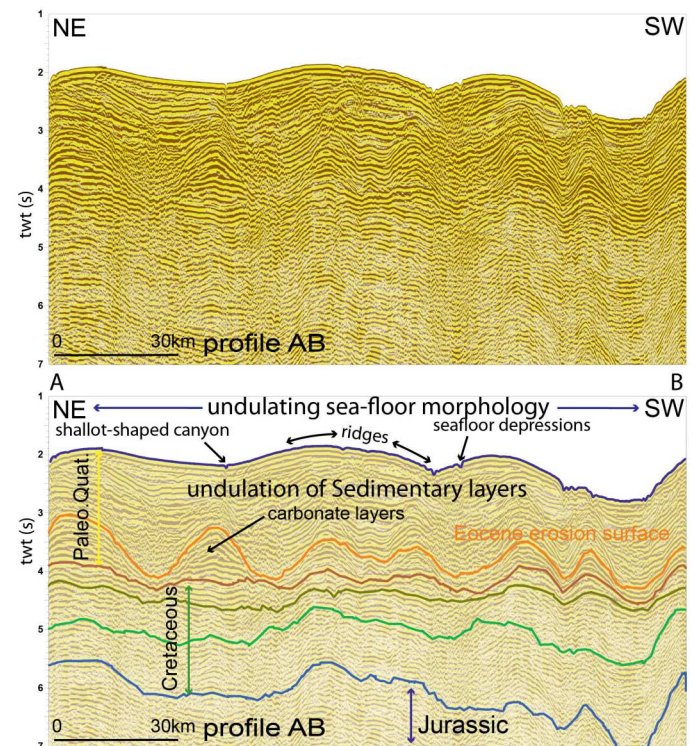 NE SW
1
2
3
4
5
6
7
twt (s)
0 30km profile AB
A B
NE undulating sea-floor morphology SW
shallot-shaped canyon
ridges
seafloor depressions
1
2
3
4
5
6
7
twt (s)
Paleo.Quat.
undulation of Sedimentary layers
carbonate layers
Eocene erosion surface
Cretaceous
0 30km profile AB
Jurassic